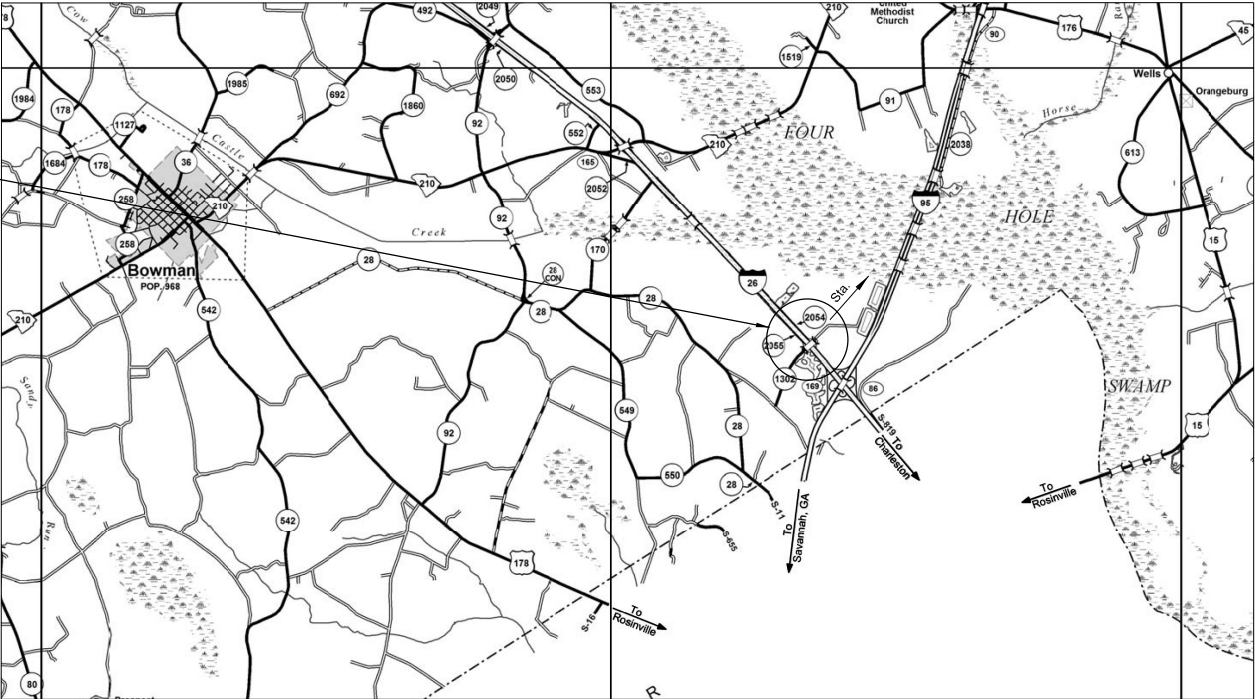 78
Cow
492
2049
2050
210
United
Methodist
Church
90
176
45
Wells
Orangeburg
Horse
1519
91
553
552
165
2052
210
FOUR
HOLE
SWAMP
2038
95
613
15
1984
178
1127
1985
692
1860
92
Castle
36
1684
178
258
210
210
258
Bowman
POP. 968
Creek
92
170
28
28
CON
28
28
26
Sta.
2054
2055
1302
169
86
S-819
To
Charleston
210
542
Sands
Run
92
549
28
550
28
S-11
S-655
To
Savannah, GA
15
To
Rosinville
542
178
S-16
To
Rosinville
80
R